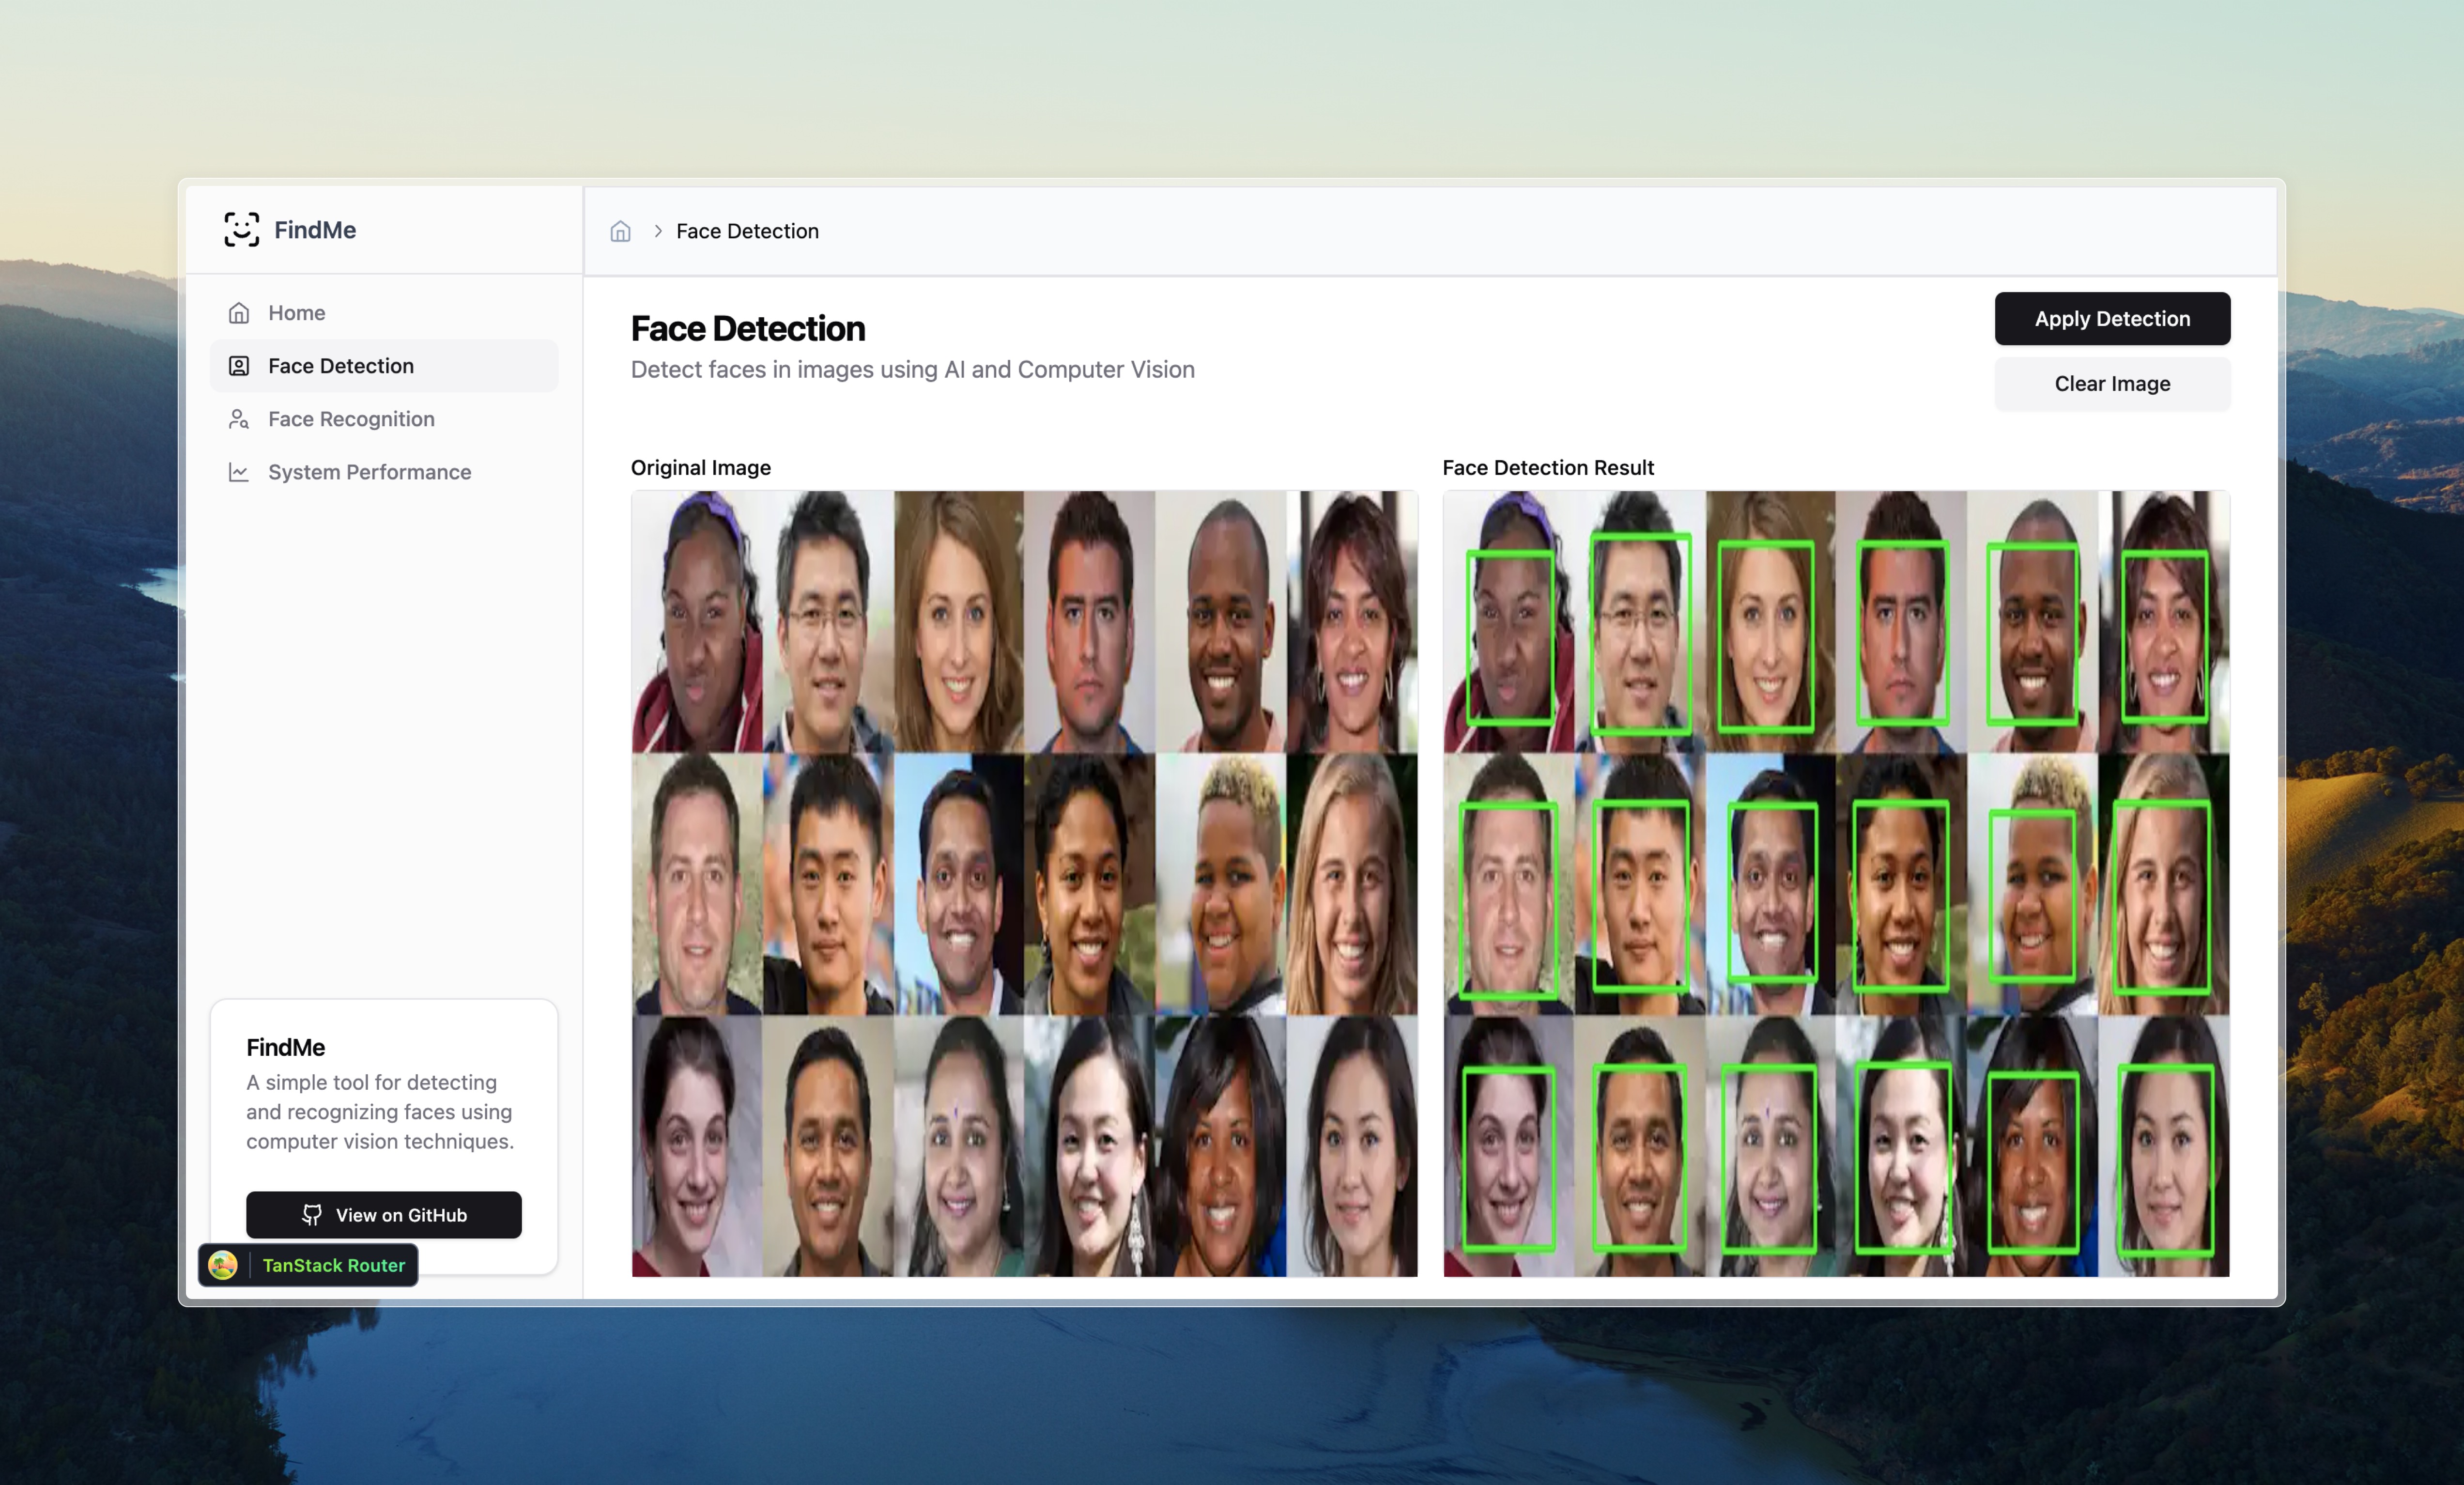 FindMe
Face Detection
Home
Face Detection
Face Recognition
System Performance
Face Detection
Detect faces in images using AI and Computer Vision
Apply Detection
Clear Image
Original Image
Face Detection Result
FindMe
A simple tool for detecting
and recognizing faces using
computer vision techniques.
View on GitHub
TanStack Router